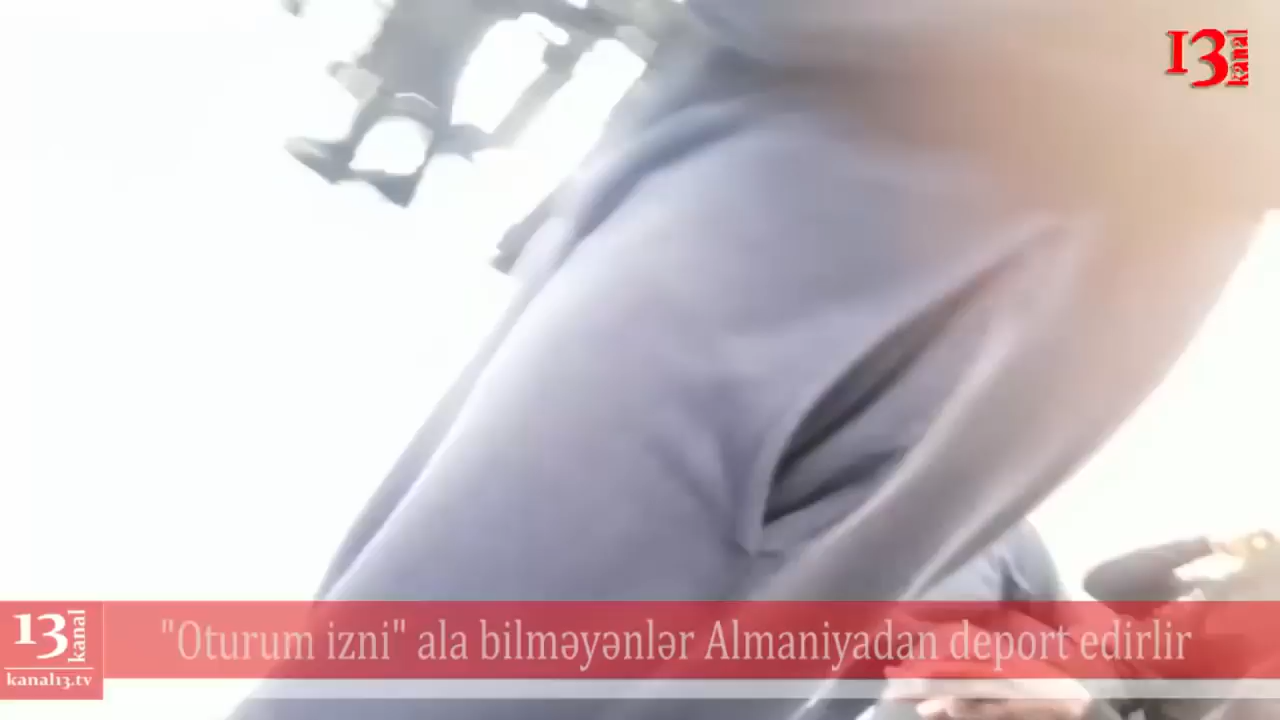 13 kanal
"Oturum izni" ala bilməyənlər Almaniyadan deport edirlir
13 kanal
kanal13.tv